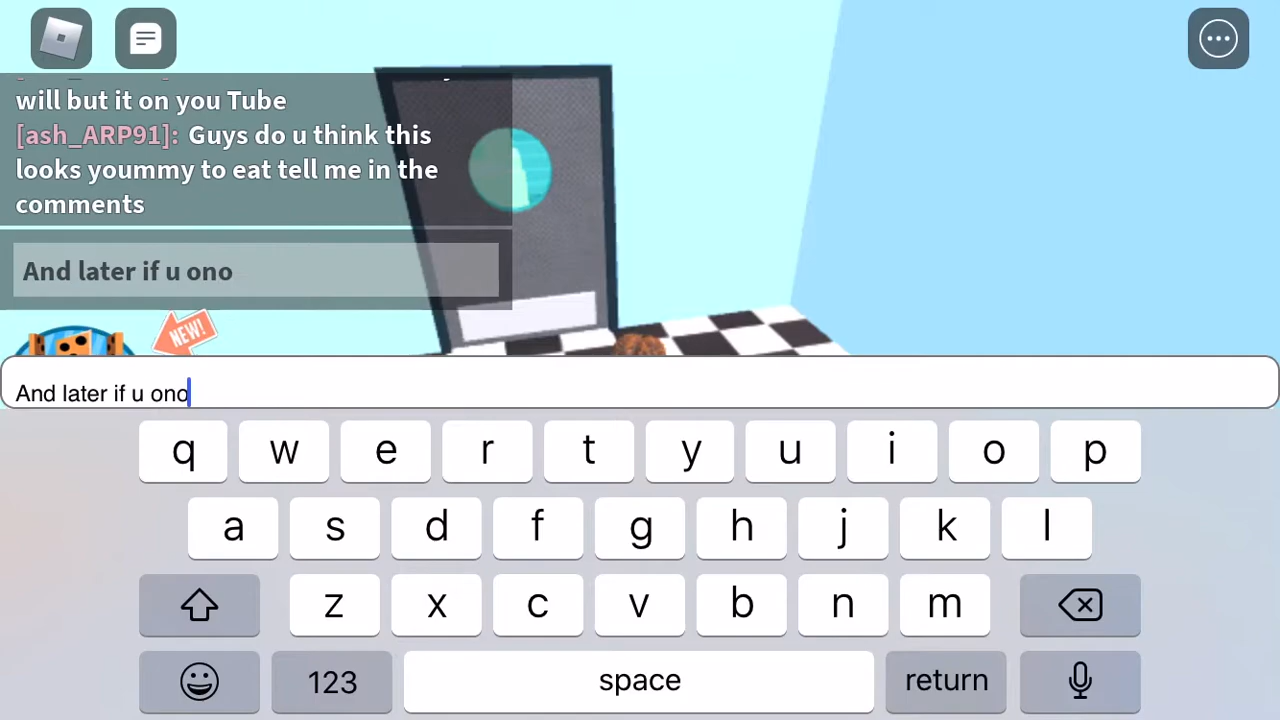 will but it on you Tube
[ash_ARP91]: Guys do u think this
looks yoummy to eat tell me in the
comments
And later if u ono
NEW!
And later if u ono
q w e r t y u i o p
a s d f g h j k l
z x c v b n m
123 space return